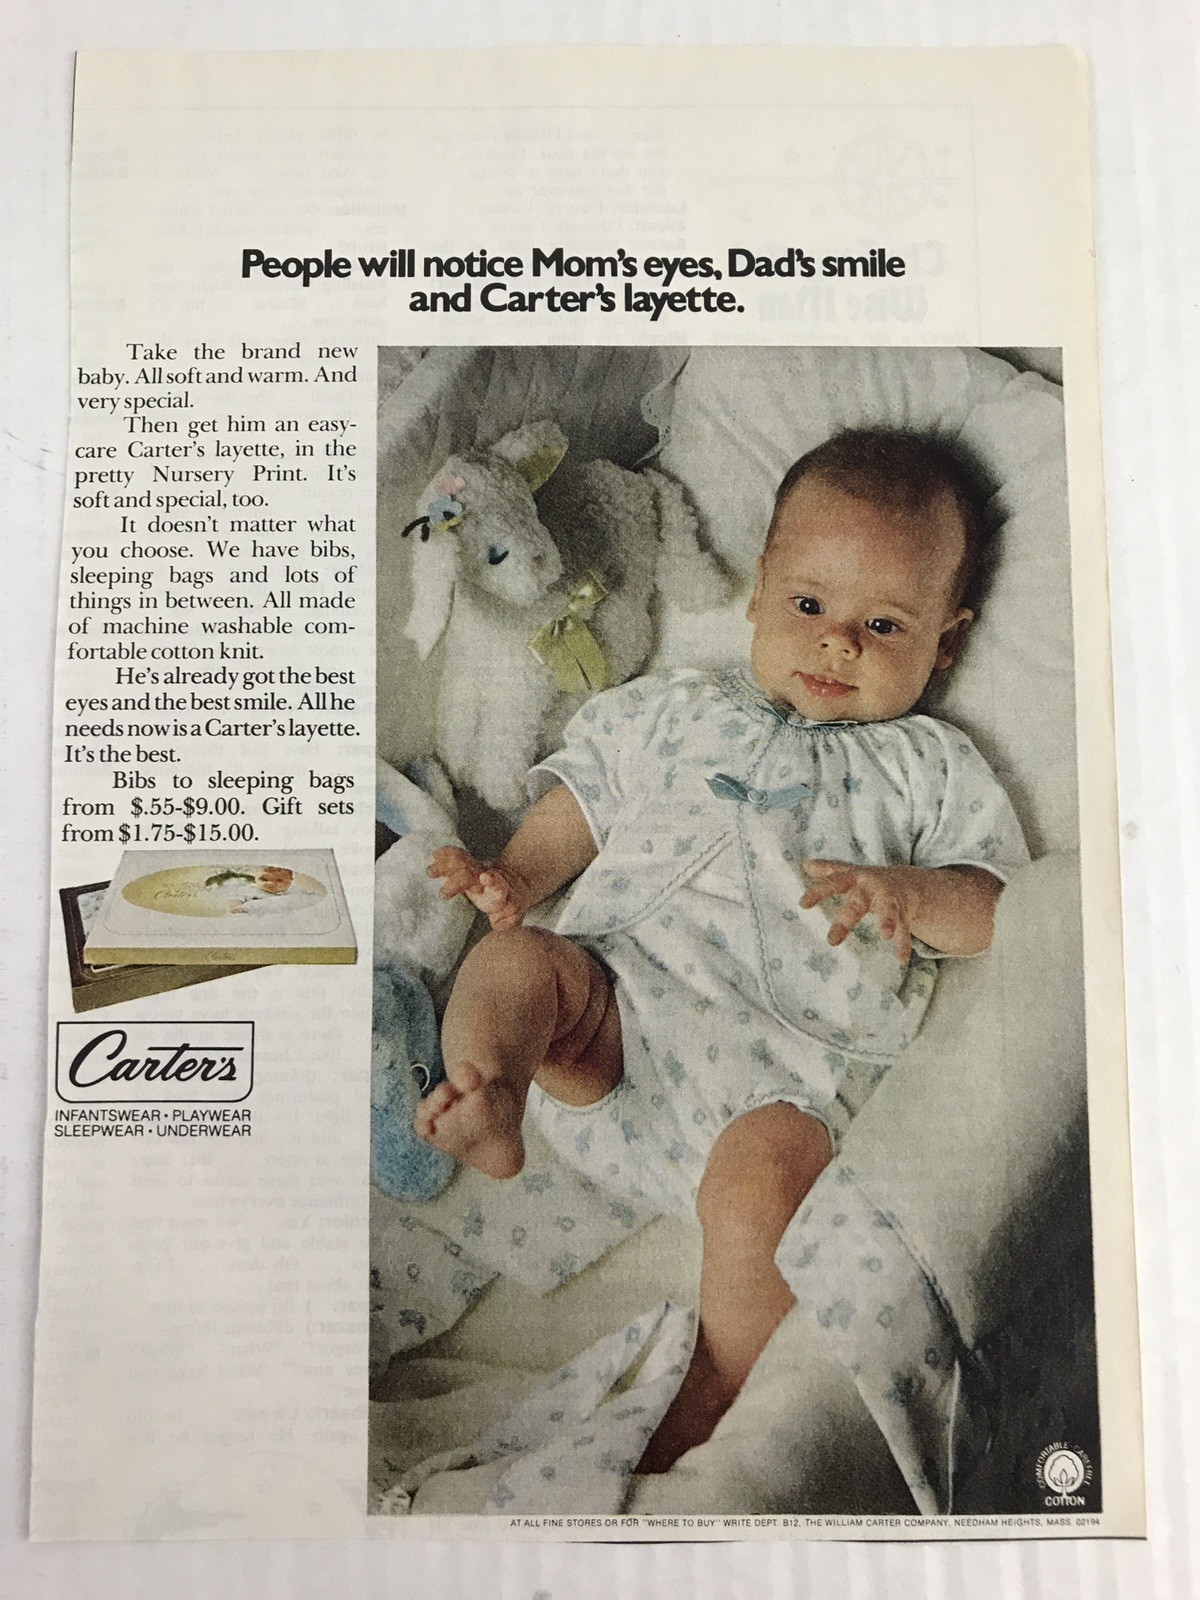 People will notice Mom's eyes, Dad's smile
and Carter's layette.
Take the brand new
baby. All soft and warm. And
very special.
Then get him an easy-
care Carter's layette, in the
pretty Nursery Print. It's
soft and special, too.
It doesn't matter what
you choose. We have bibs,
sleeping bags and lots of
things in between. All made
of machine washable com-
fortable cotton knit.
He's already got the best
eyes and the best smile. All he
needs now is a Carter's layette.
It's the best.
Bibs to sleeping bags
from $.55-$9.00. Gift sets
from $1.75-$15.00.
Carter's
Carter's
Carter's
INFANTSWEAR • PLAYWEAR
SLEEPWEAR • UNDERWEAR
COMFORTABLE • CAREFREE
COTTON
AT ALL FINE STORES OR FOR "WHERE TO BUY" WRITE DEPT. B12, THE WILLIAM CARTER COMPANY, NEEDHAM HEIGHTS, MASS. 02194